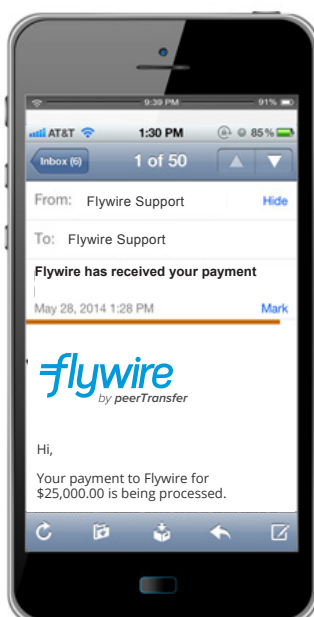 9:39 PM 91%
AT&T 1:30 PM 85%
Inbox (6) 1 of 50
From: Flywire Support Hide
To: Flywire Support
Flywire has received your payment
May 28, 2014 1:28 PM Mark
flywire
by peerTransfer
Hi,
Your payment to Flywire for
$25,000.00 is being processed.